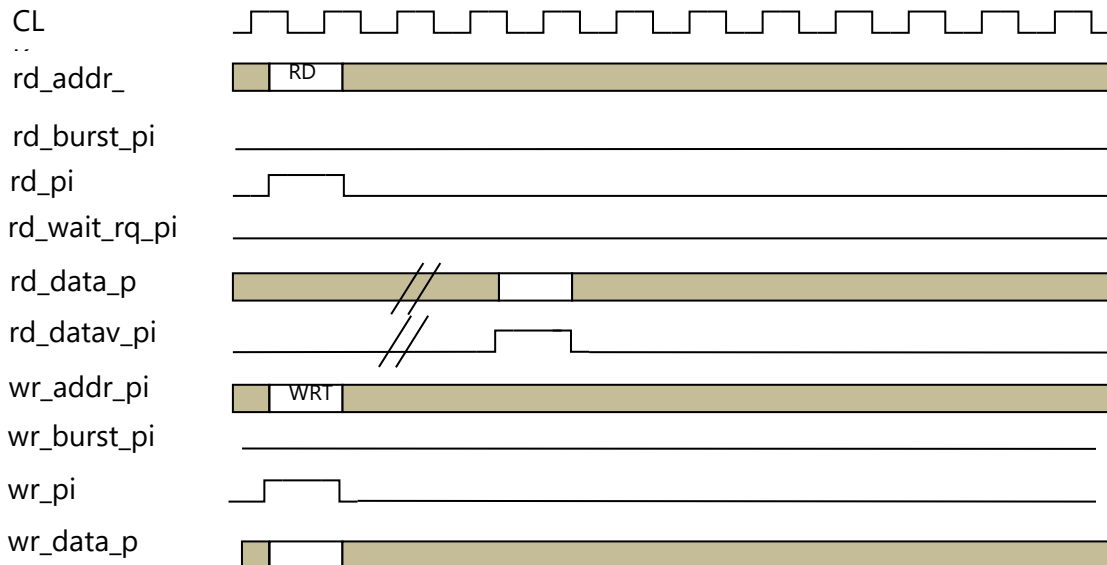 CL
rd_addr_
RD
rd_burst_pi
rd_pi
rd_wait_rq_pi
rd_data_p
rd_datav_pi
wr_addr_pi
WRT
wr_burst_pi
wr_pi
wr_data_p